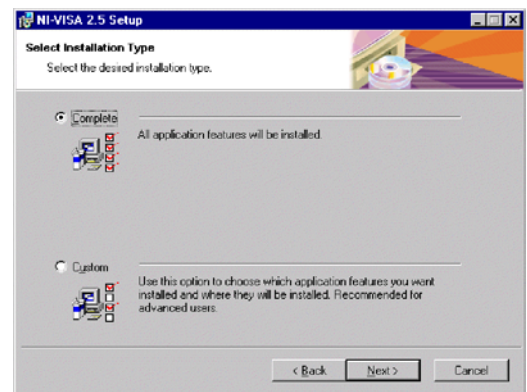 NI-VISA 2.5 Setup
Select Installation Type
Select the desired installation type.
Complete
All application features will be installed.
Custom
Use this option to choose which application features you want
installed and where they will be installed. Recommended for
advanced users.
< Back
Next >
Cancel